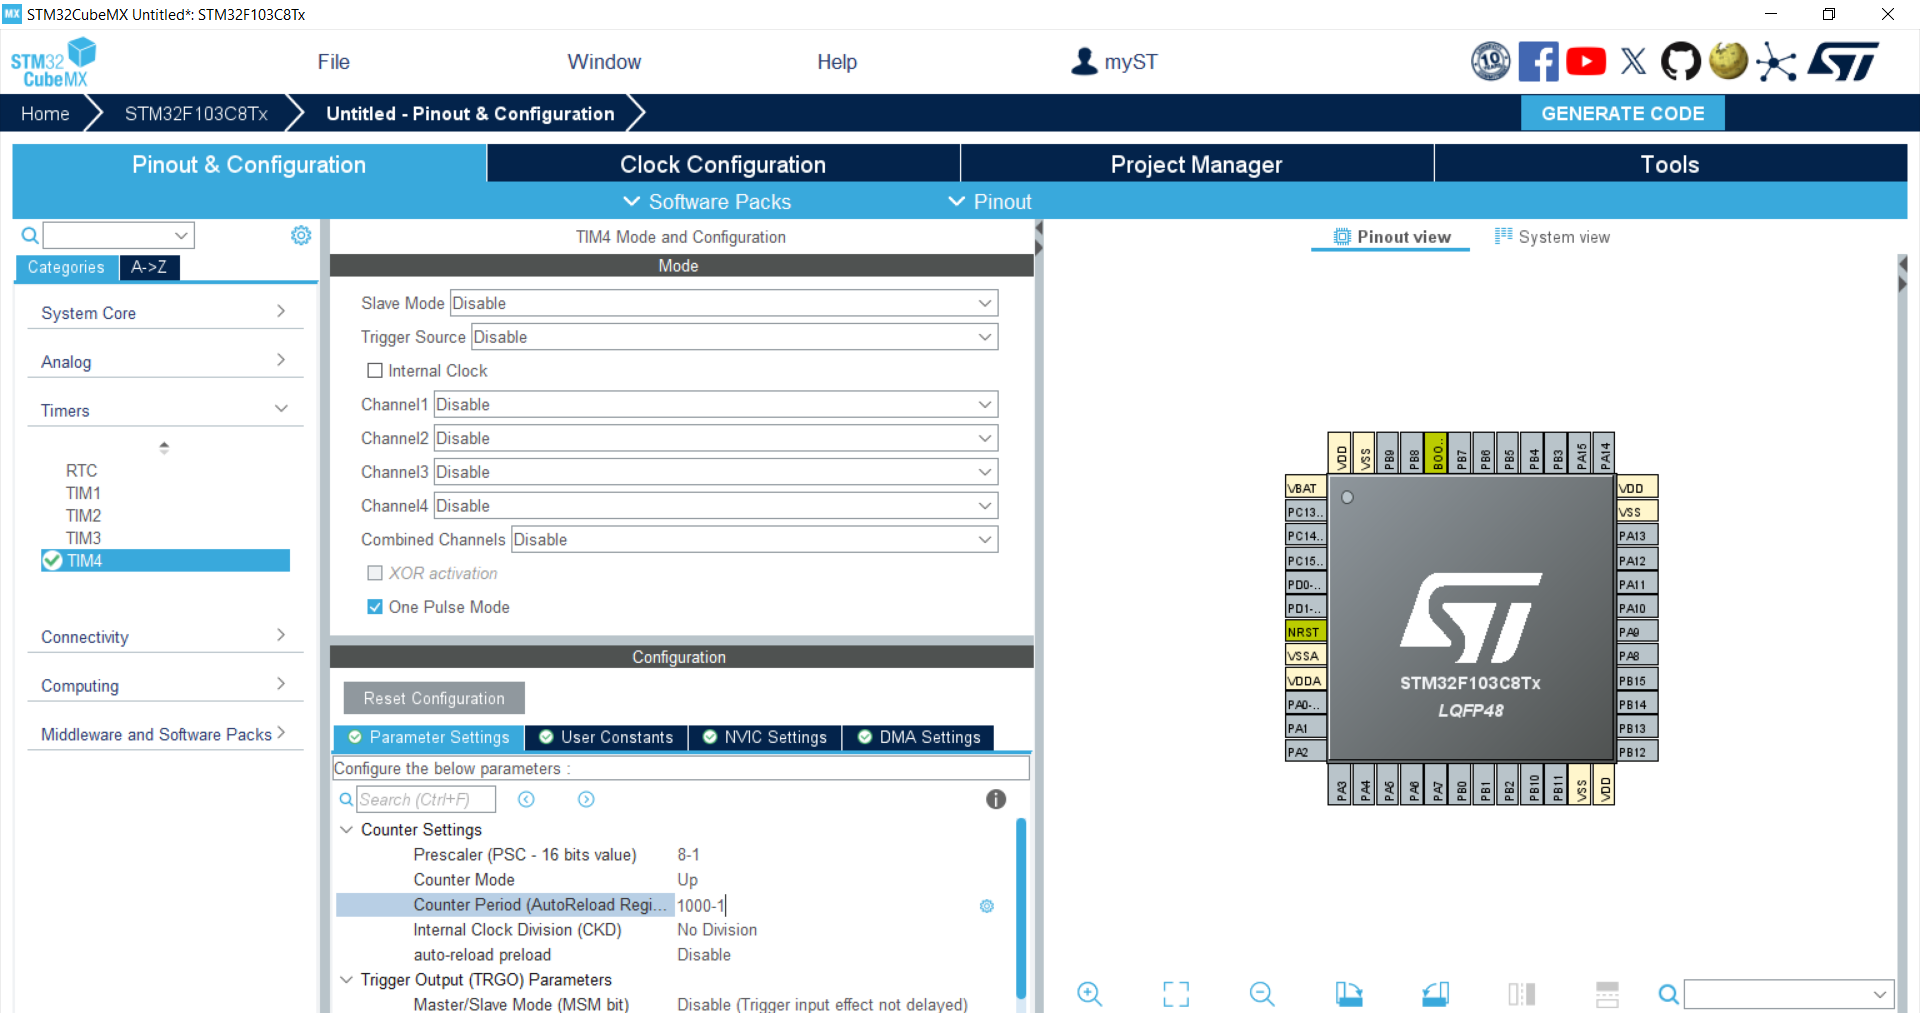 MX STM32CubeMX Untitled*: STM32F103C8Tx
STM32
CubeMX
File
Window
Help
myST
10
Home
STM32F103C8Tx
Untitled - Pinout & Configuration
GENERATE CODE
Pinout & Configuration
Clock Configuration
Project Manager
Tools
Software Packs
Pinout
Categories
A->Z
System Core
Analog
Timers
RTC
TIM1
TIM2
TIM3
TIM4
Connectivity
Computing
Middleware and Software Packs
TIM4 Mode and Configuration
Mode
Slave Mode Disable
Trigger Source Disable
Internal Clock
Channel1 Disable
Channel2 Disable
Channel3 Disable
Channel4 Disable
Combined Channels Disable
XOR activation
One Pulse Mode
Configuration
Reset Configuration
Parameter Settings
User Constants
NVIC Settings
DMA Settings
Configure the below parameters :
Search (Ctrl+F)
Counter Settings
Prescaler (PSC - 16 bits value) 8-1
Counter Mode Up
Counter Period (AutoReload Regi... 1000-1
Internal Clock Division (CKD) No Division
auto-reload preload Disable
Trigger Output (TRGO) Parameters
Master/Slave Mode (MSM bit) Disable (Trigger input effect not delayed)
Pinout view
System view
VDD
VSS
PB9
PB8
BOO..
PB7
PB6
PB5
PB4
PB3
PA15
PA14
VBAT
PC13..
PC14..
PC15..
PD0-..
PD1-..
NRST
VSSA
VDDA
PA0-..
PA1
PA2
VDD
VSS
PA13
PA12
PA11
PA10
PA9
PA8
PB15
PB14
PB13
PB12
ST
STM32F103C8Tx
LQFP48
PA3
PA4
PA5
PA6
PA7
PB0
PB1
PB2
PB10
PB11
VSS
VDD